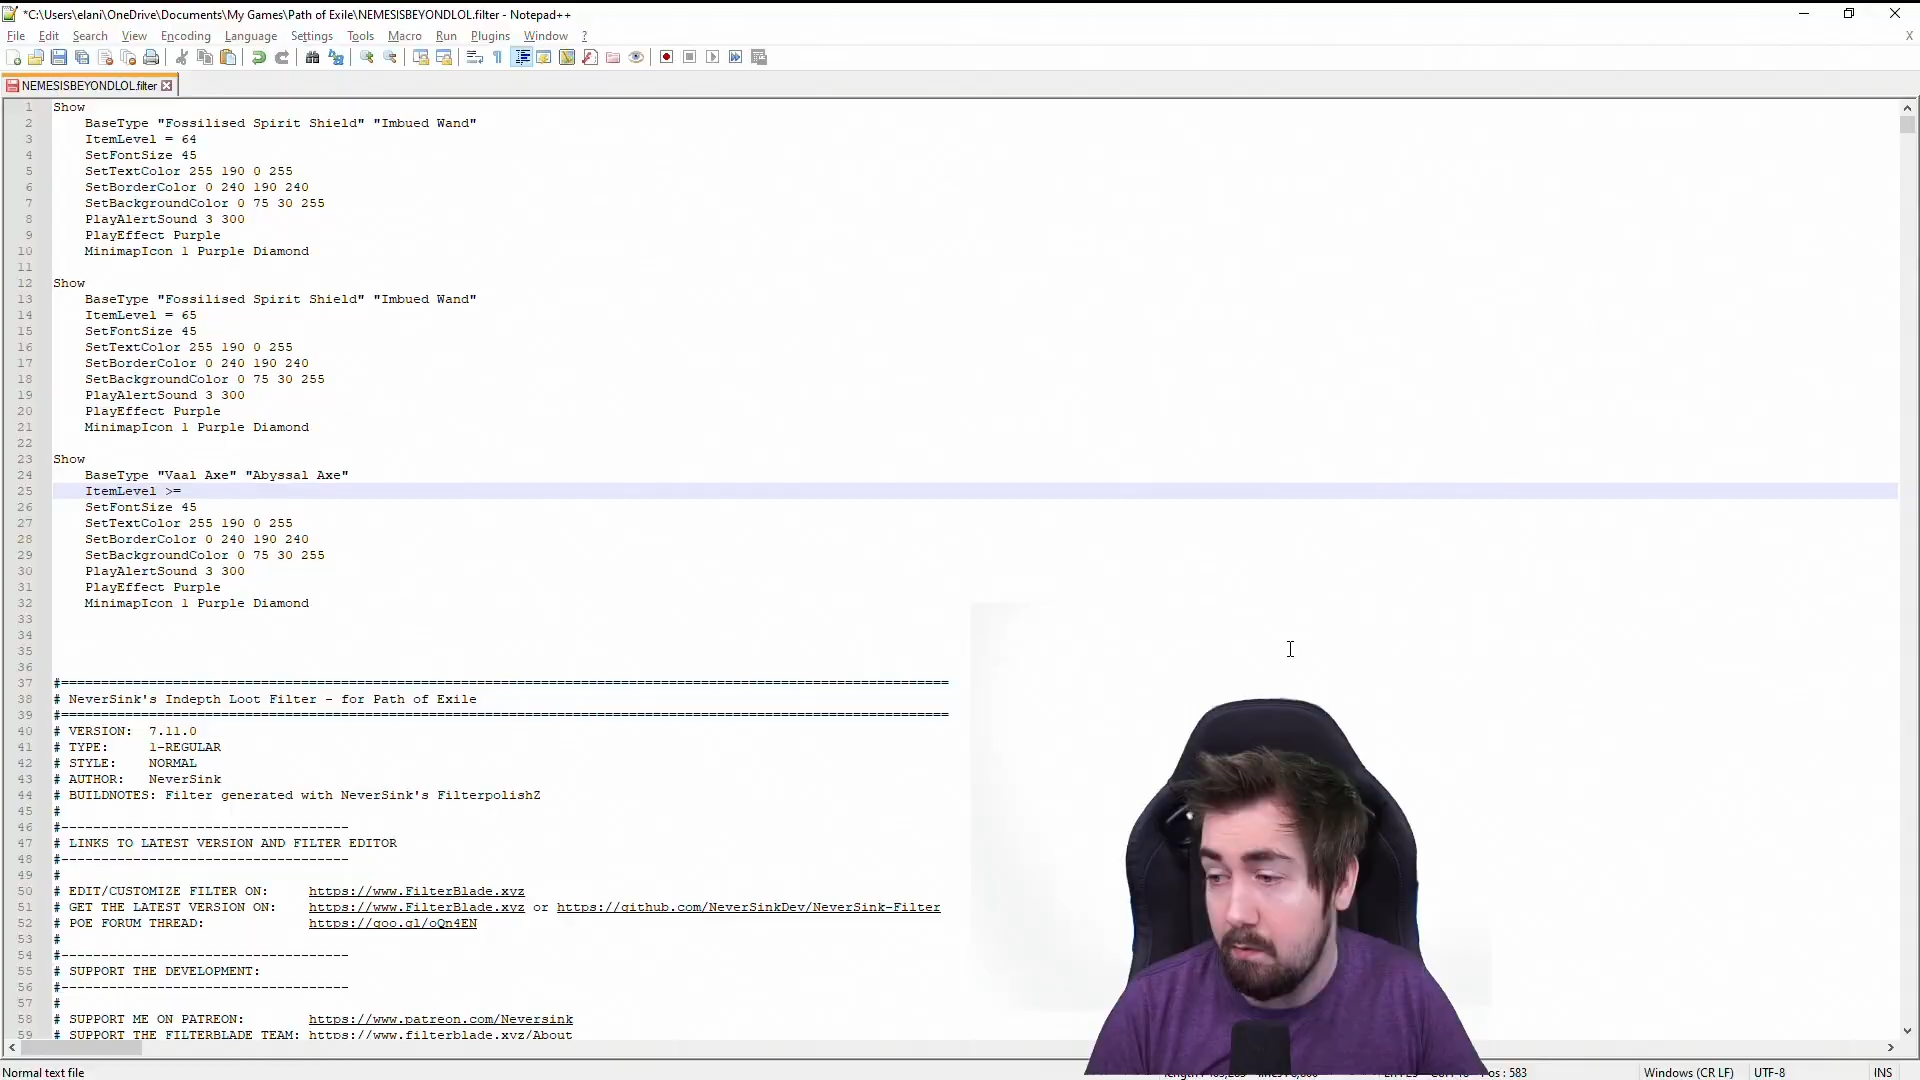 *C:\Users\elani\OneDrive\Documents\My Games\Path of Exile\NEMESISBEYONDLOL.filter - Notepad++
File Edit Search View Encoding Language Settings Tools Macro Run Plugins Window ? X
NEMESISBEYONDLOL.filter
1 Show
2 BaseType "Fossilised Spirit Shield" "Imbued Wand"
3 ItemLevel = 64
4 SetFontSize 45
5 SetTextColor 255 190 0 255
6 SetBorderColor 0 240 190 240
7 SetBackgroundColor 0 75 30 255
8 PlayAlertSound 3 300
9 PlayEffect Purple
10 MinimapIcon 1 Purple Diamond
11
12 Show
13 BaseType "Fossilised Spirit Shield" "Imbued Wand"
14 ItemLevel = 65
15 SetFontSize 45
16 SetTextColor 255 190 0 255
17 SetBorderColor 0 240 190 240
18 SetBackgroundColor 0 75 30 255
19 PlayAlertSound 3 300
20 PlayEffect Purple
21 MinimapIcon 1 Purple Diamond
22
23 Show
24 BaseType "Vaal Axe" "Abyssal Axe"
25 ItemLevel >=
26 SetFontSize 45
27 SetTextColor 255 190 0 255
28 SetBorderColor 0 240 190 240
29 SetBackgroundColor 0 75 30 255
30 PlayAlertSound 3 300
31 PlayEffect Purple
32 MinimapIcon 1 Purple Diamond
33
34
35
36
37 #===============================================================================================================
38 # NeverSink's Indepth Loot Filter - for Path of Exile
39 #===============================================================================================================
40 # VERSION: 7.11.0
41 # TYPE: 1-REGULAR
42 # STYLE: NORMAL
43 # AUTHOR: NeverSink
44 # BUILDNOTES: Filter generated with NeverSink's FilterpolishZ
45 #
46 #------------------------------------
47 # LINKS TO LATEST VERSION AND FILTER EDITOR
48 #------------------------------------
49 #
50 # EDIT/CUSTOMIZE FILTER ON: https://www.FilterBlade.xyz
51 # GET THE LATEST VERSION ON: https://www.FilterBlade.xyz or https://github.com/NeverSinkDev/NeverSink-Filter
52 # POE FORUM THREAD: https://goo.gl/oQn4EN
53 #
54 #------------------------------------
55 # SUPPORT THE DEVELOPMENT:
56 #------------------------------------
57 #
58 # SUPPORT ME ON PATREON: https://www.patreon.com/Neversink
59 # SUPPORT THE FILTERBLADE TEAM: https://www.filterblade.xyz/About
Normal text file Pos : 583 Windows (CR LF) UTF-8 INS